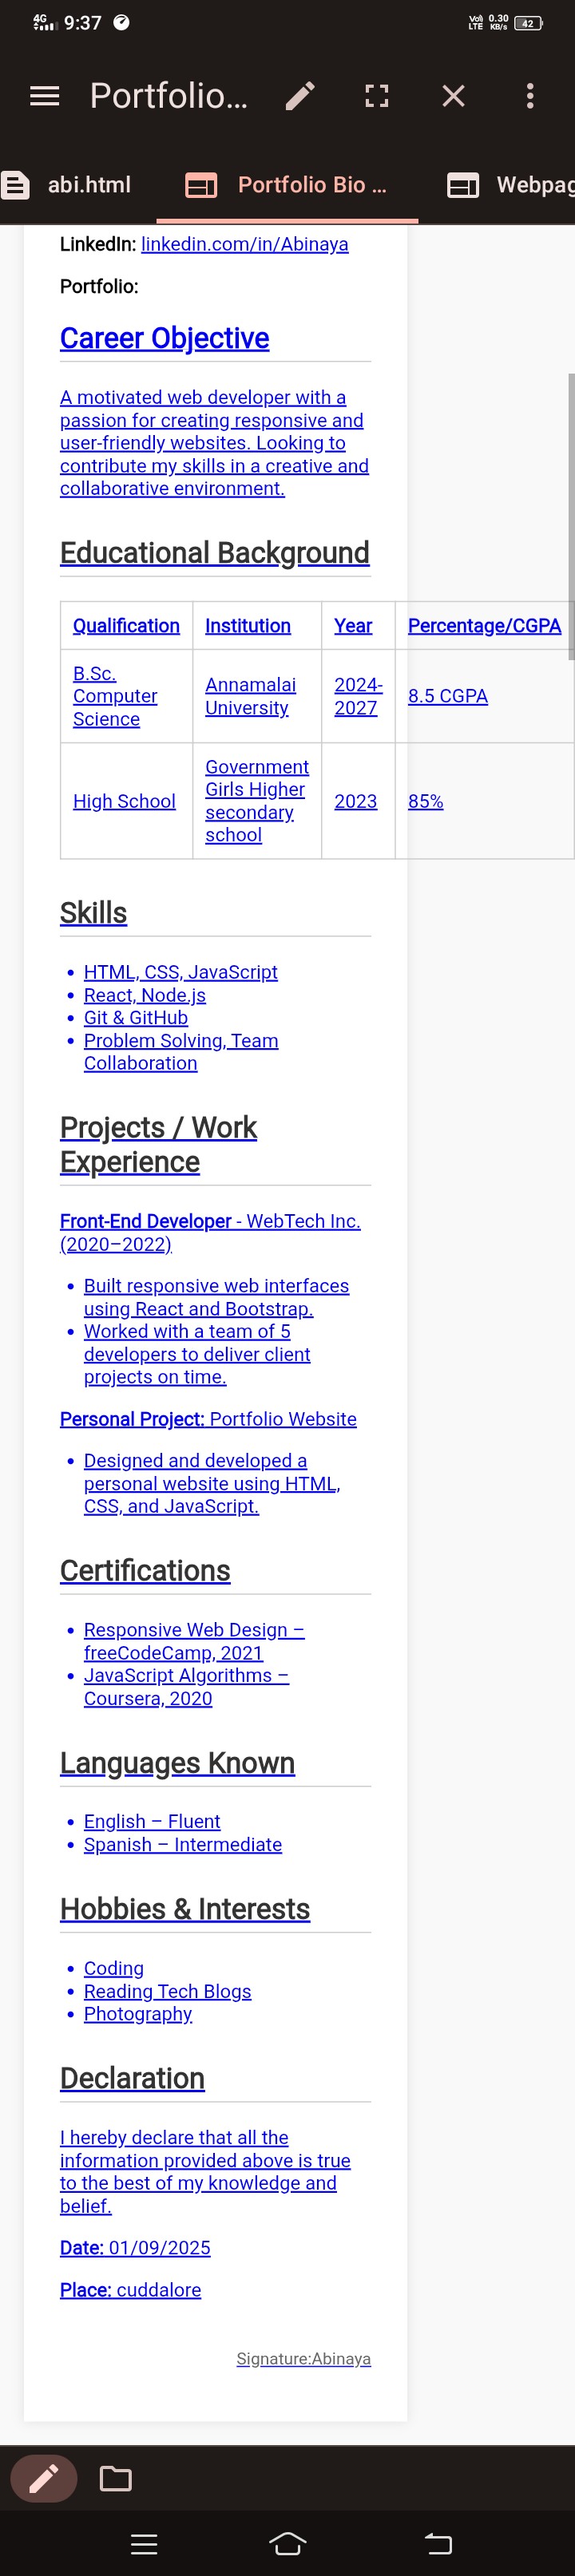 4G 9:37 Vo) LTE 0.30 KB/s 42
Portfolio...
abi.html Portfolio Bio ... Webpag
LinkedIn: linkedin.com/in/Abinaya
Portfolio:
Career Objective
A motivated web developer with a
passion for creating responsive and
user-friendly websites. Looking to
contribute my skills in a creative and
collaborative environment.
Educational Background
Qualification Institution Year Percentage/CGPA
B.Sc.
Computer
Science
Annamalai
University
2024-
2027
8.5 CGPA
High School
Government
Girls Higher
secondary
school
2023
85%
Skills
• HTML, CSS, JavaScript
• React, Node.js
• Git & GitHub
• Problem Solving, Team
Collaboration
Projects / Work
Experience
Front-End Developer - WebTech Inc.
(2020–2022)
• Built responsive web interfaces
using React and Bootstrap.
• Worked with a team of 5
developers to deliver client
projects on time.
Personal Project: Portfolio Website
• Designed and developed a
personal website using HTML,
CSS, and JavaScript.
Certifications
• Responsive Web Design –
freeCodeCamp, 2021
• JavaScript Algorithms –
Coursera, 2020
Languages Known
• English – Fluent
• Spanish – Intermediate
Hobbies & Interests
• Coding
• Reading Tech Blogs
• Photography
Declaration
I hereby declare that all the
information provided above is true
to the best of my knowledge and
belief.
Date: 01/09/2025
Place: cuddalore
Signature:Abinaya